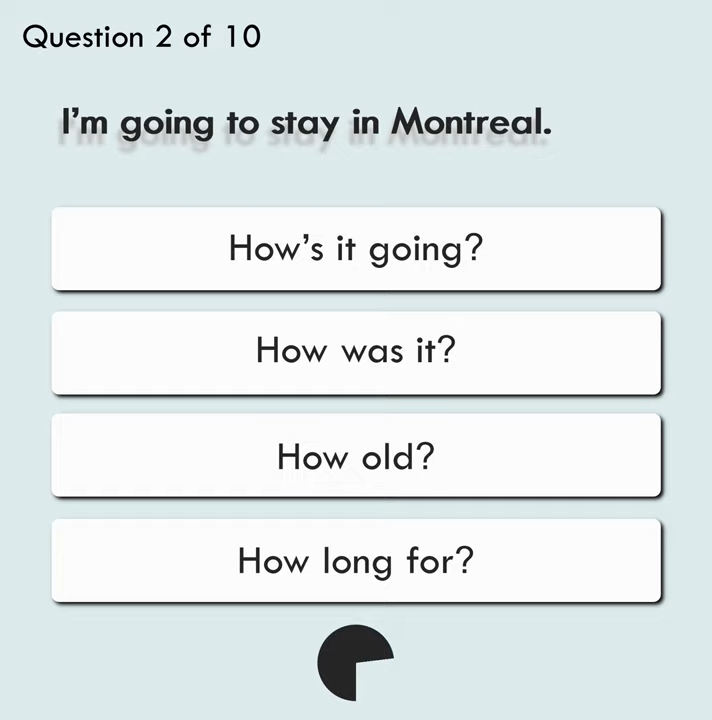 Question 2 of 10
I’m going to stay in Montreal.
How’s it going?
How was it?
How old?
How long for?